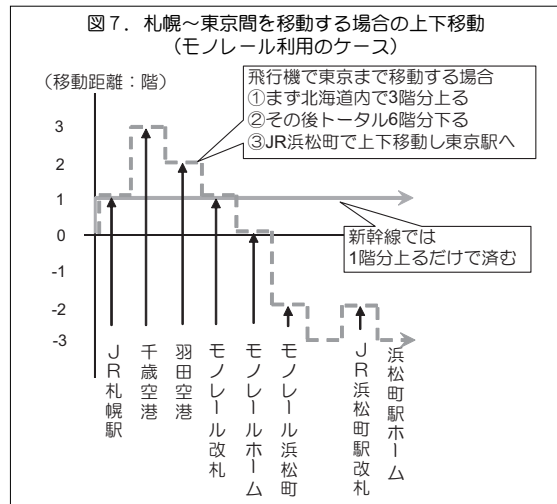 図７．札幌～東京間を移動する場合の上下移動
（モノレール利用のケース）
（移動距離：階）
飛行機で東京まで移動する場合
①まず北海道内で3階分上る
②その後トータル6階分下る
③JR浜松町で上下移動し東京駅へ
3
2
1
0
-1
-2
-3
新幹線では
1階分上るだけで済む
ＪＲ札幌駅
千歳空港
羽田空港
モノレール改札
モノレールホーム
モノレール浜松町
ＪＲ浜松町駅改札
浜松町駅ホーム